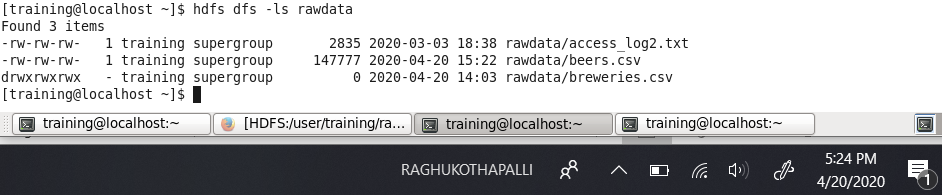 [training@localhost ~]$ hdfs dfs -ls rawdata
Found 3 items
-rw-rw-rw-   1 training supergroup       2835 2020-03-03 18:38 rawdata/access_log2.txt
-rw-rw-rw-   1 training supergroup     147777 2020-04-20 15:22 rawdata/beers.csv
drwxrwxrwx   - training supergroup          0 2020-04-20 14:03 rawdata/breweries.csv
[training@localhost ~]$
training@localhost:~ [HDFS:/user/training/ra... training@localhost:~ training@localhost:~
RAGHUKOTHAPALLI 5:24 PM
4/20/2020 1